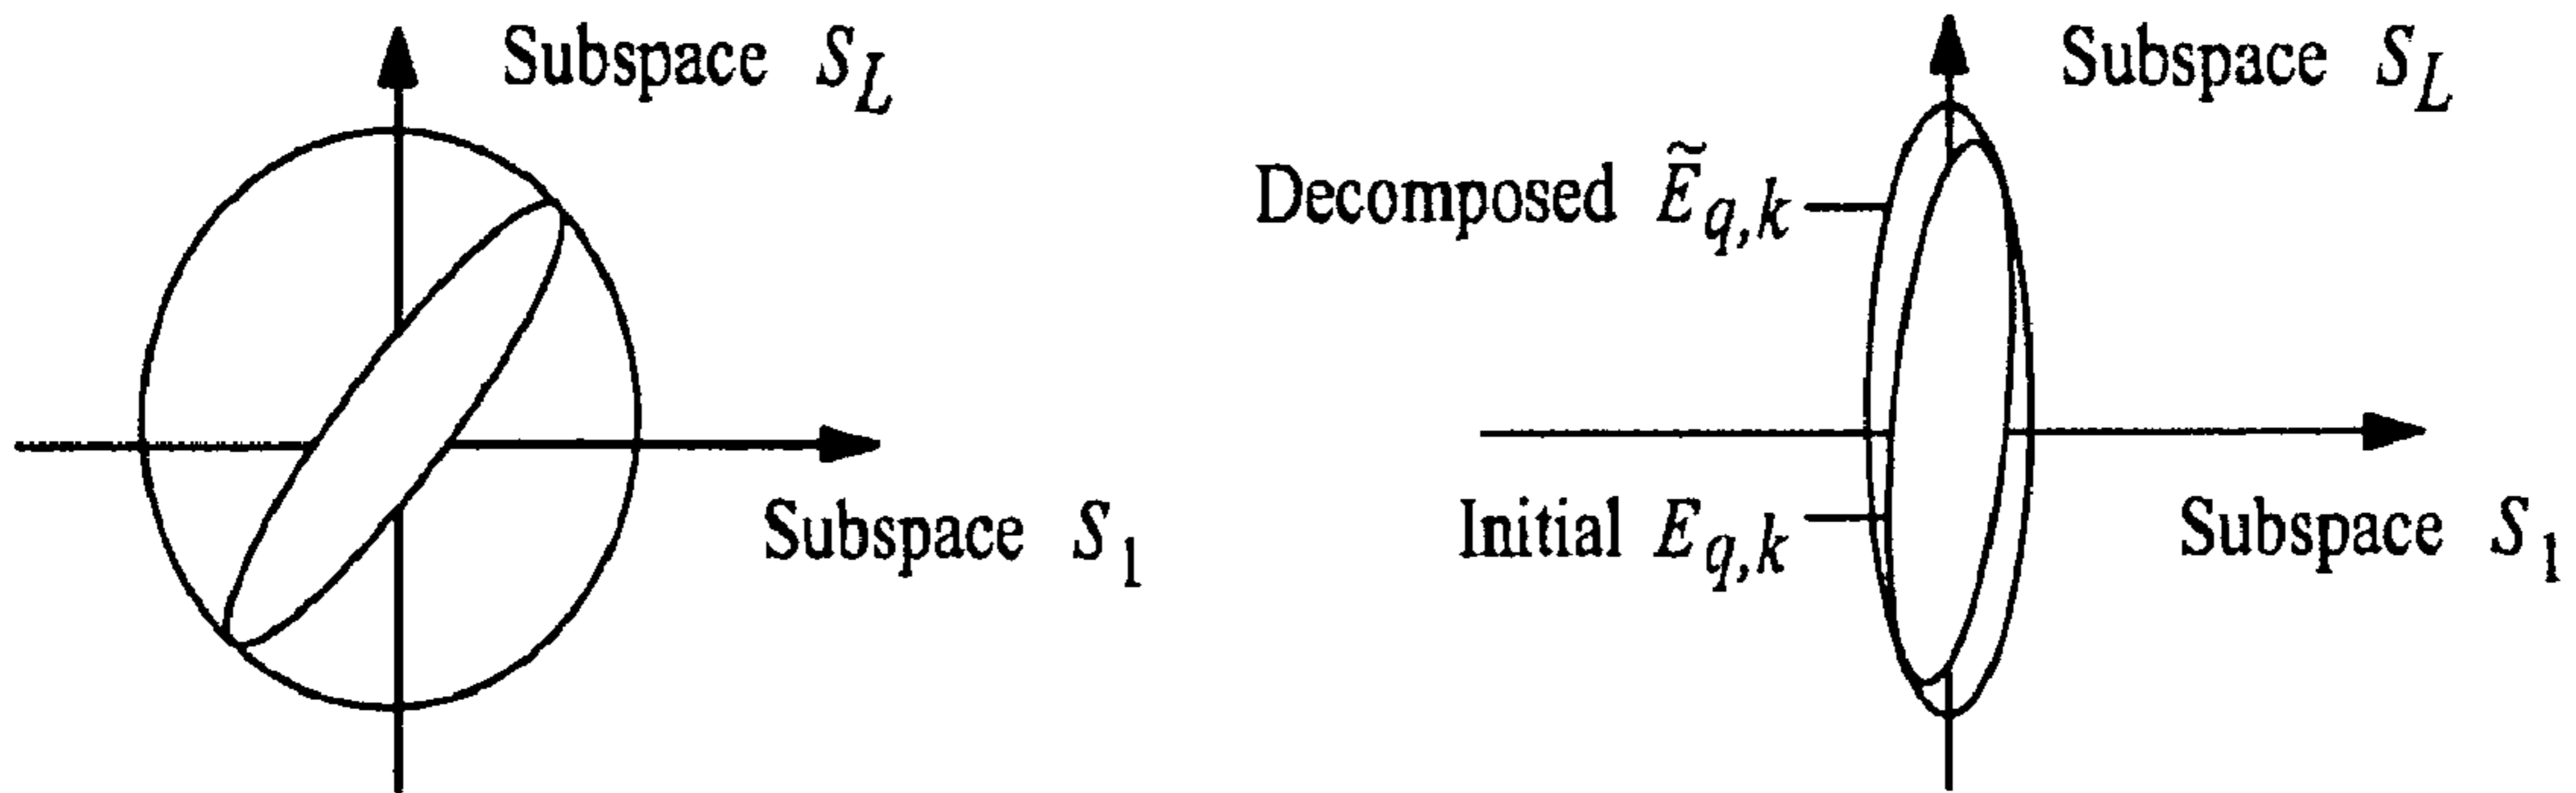 Subspace S_L
Subspace S_1
Subspace S_L
Decomposed Ẽ_{q,k}
Initial E_{q,k}
Subspace S_1